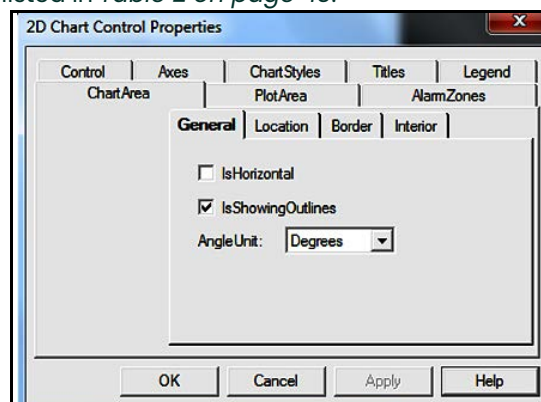 listed in Table 2 on page 40.
2D Chart Control Properties
Control Axes ChartStyles Titles Legend
ChartArea PlotArea AlarmZones
General Location Border Interior
IsHorizontal
IsShowingOutlines
AngleUnit: Degrees
OK Cancel Apply Help